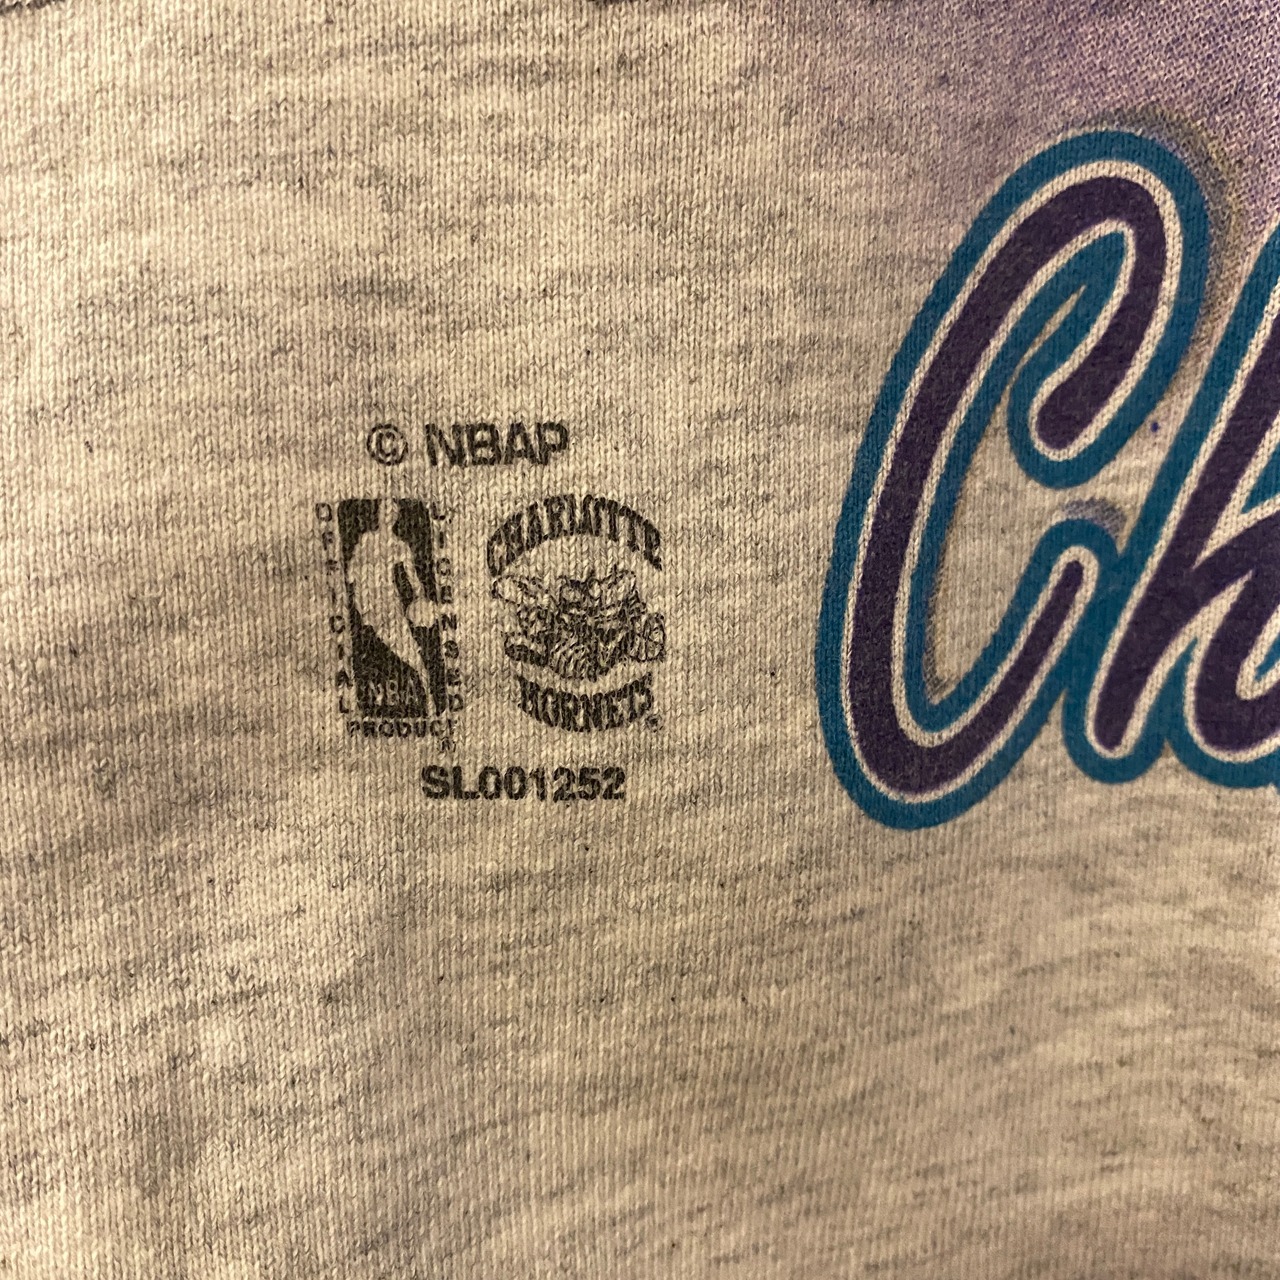 © NBAP
OFFICIAL
LICENSED
NBA
PRODUCT
®
CHARLOTTE
HORNETS
SL001252
Ch